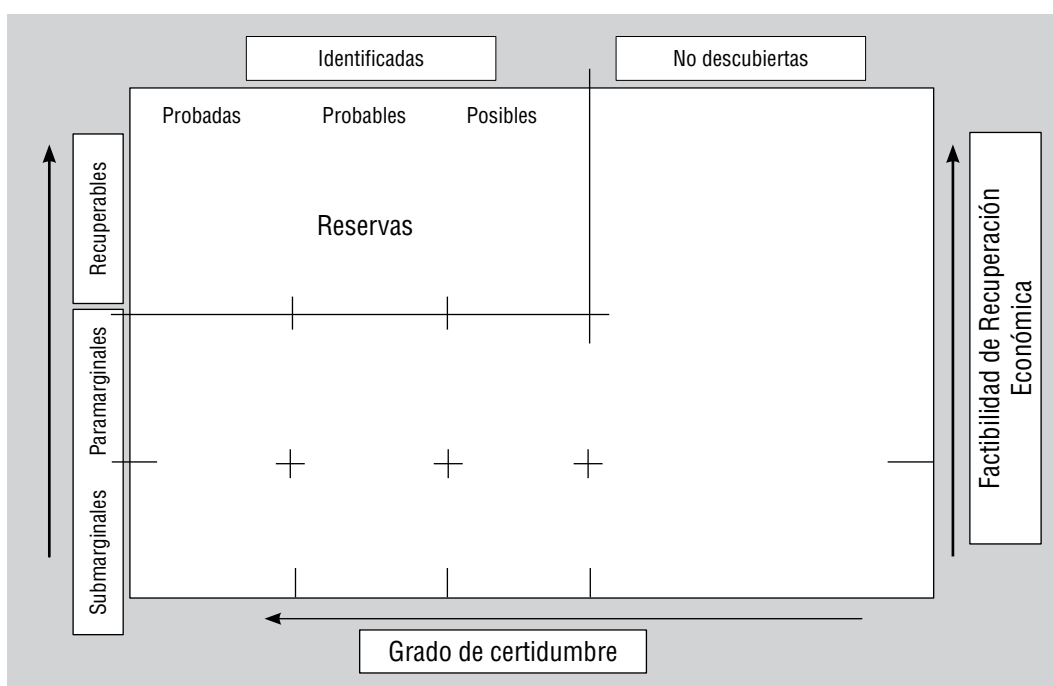 Identificadas
No descubiertas
Probadas
Probables
Posibles
Recuperables
Reservas
Paramarginales
Submarginales
Factibilidad de Recuperación
Económica
Grado de certidumbre